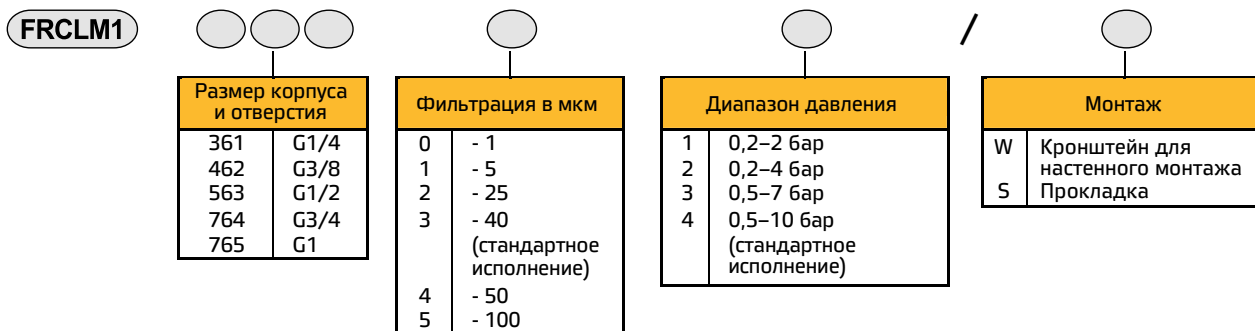 FRCLM1
/
Размер корпуса
и отверстия
361 G1/4
462 G3/8
563 G1/2
764 G3/4
765 G1
Фильтрация в мкм
0 - 1
1 - 5
2 - 25
3 - 40
(стандартное
исполнение)
4 - 50
5 - 100
Диапазон давления
1 0,2–2 бар
2 0,2–4 бар
3 0,5–7 бар
4 0,5–10 бар
(стандартное
исполнение)
Монтаж
W Кронштейн для
настенного монтажа
S Прокладка